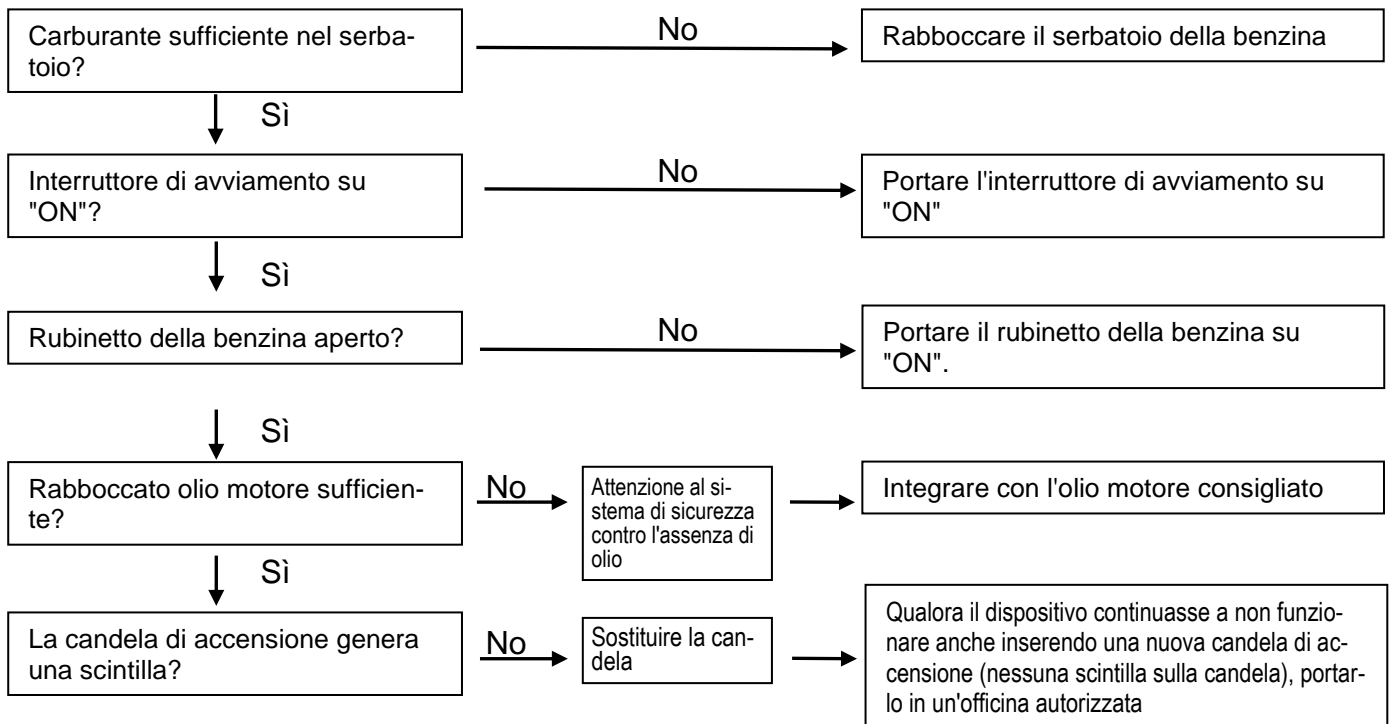 Carburante sufficiente nel serba-
toio?
No
Rabboccare il serbatoio della benzina
Sì
Interruttore di avviamento su
"ON"?
No
Portare l'interruttore di avviamento su
"ON"
Sì
Rubinetto della benzina aperto?
No
Portare il rubinetto della benzina su
"ON".
Sì
Rabboccato olio motore sufficien-
te?
No
Attenzione al si-
stema di sicurezza
contro l'assenza di
olio
Integrare con l'olio motore consigliato
Sì
La candela di accensione genera
una scintilla?
No
Sostituire la can-
dela
Qualora il dispositivo continuasse a non funzio-
nare anche inserendo una nuova candela di ac-
censione (nessuna scintilla sulla candela), portar-
lo in un'officina autorizzata